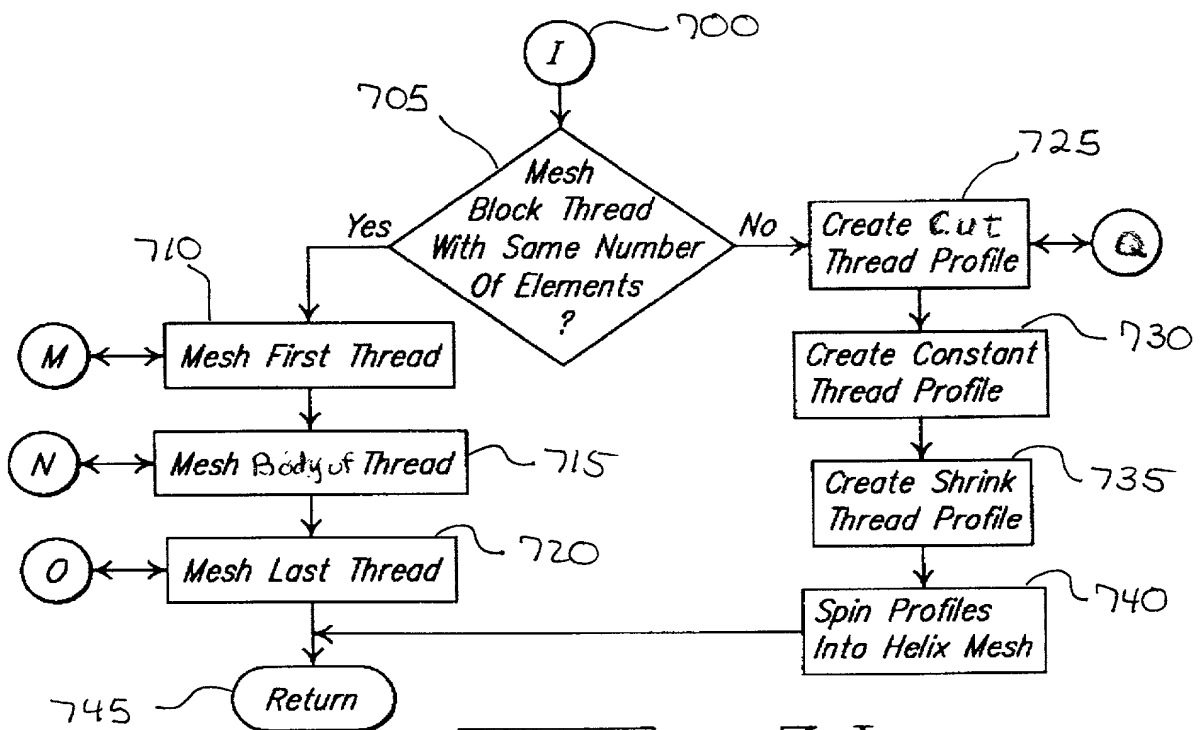 700
I
705
Mesh
Block Thread
With Same Number
Of Elements
?
Yes
No
725
Create Cut
Thread Profile
Q
710
M
Mesh First Thread
730
Create Constant
Thread Profile
N
Mesh Body of Thread
715
735
Create Shrink
Thread Profile
O
Mesh Last Thread
720
740
Spin Profiles
Into Helix Mesh
Return
745